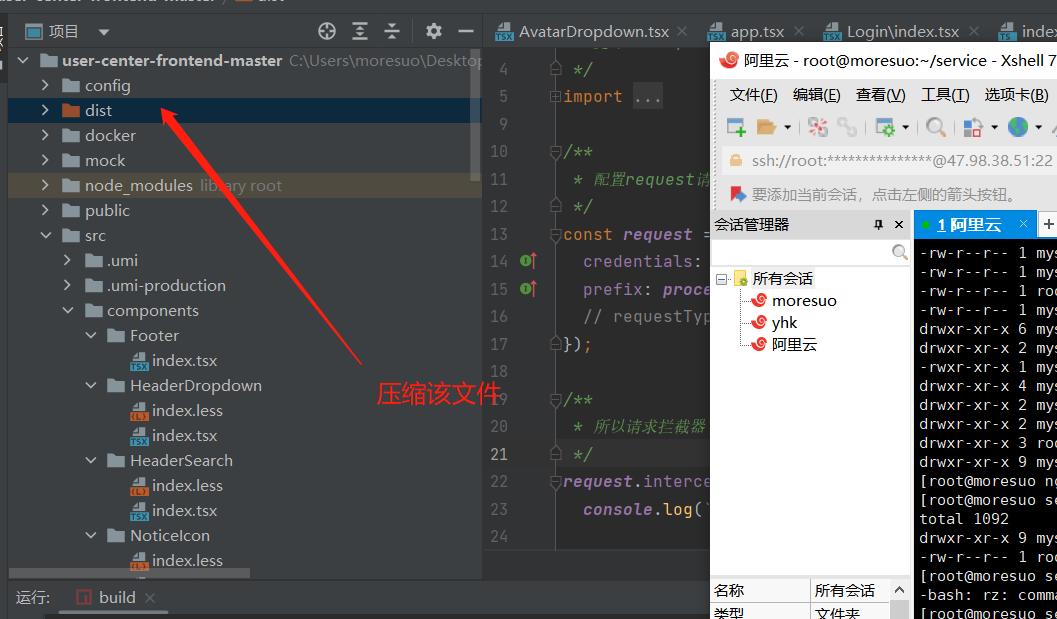 项目
user-center-frontend-master C:\Users\moresuo\Desktop
config
dist
docker
mock
node_modules library root
public
src
.umi
.umi-production
components
Footer
index.tsx
HeaderDropdown
index.less
index.tsx
HeaderSearch
index.less
index.tsx
NoticeIcon
index.less
压缩该文件
运行: build
AvatarDropdown.tsx app.tsx Login\index.tsx
4 */
5 import ...
9
10 /**
11 * 配置request请
12 */
13 const request =
14 credentials:
15 prefix: proce
16 // requestTyp
17 });
18
19 /**
20 * 所以请求拦截器
21 */
22 request.interce
23 console.log(`
24
阿里云 - root@moresuo:~/service - Xshell 7
文件(F) 编辑(E) 查看(V) 工具(T) 选项卡(B)
ssh://root:***************@47.98.38.51:22
要添加当前会话，点击左侧的箭头按钮。
会话管理器
所有会话
moresuo
yhk
阿里云
名称 所有会话
类型 文件夹
1 阿里云
-rw-r--r-- 1 mys
-rw-r--r-- 1 mys
-rw-r--r-- 1 roo
-rw-r--r-- 1 mys
drwxr-xr-x 6 mys
drwxr-xr-x 2 mys
-rwxr-xr-x 1 mys
drwxr-xr-x 4 mys
drwxr-xr-x 2 mys
drwxr-xr-x 2 mys
drwxr-xr-x 3 roo
drwxr-xr-x 9 mys
[root@moresuo ng
[root@moresuo se
total 1092
drwxr-xr-x 9 mys
-rw-r--r-- 1 roo
[root@moresuo se
-bash: rz: comma
[root@moresuo se